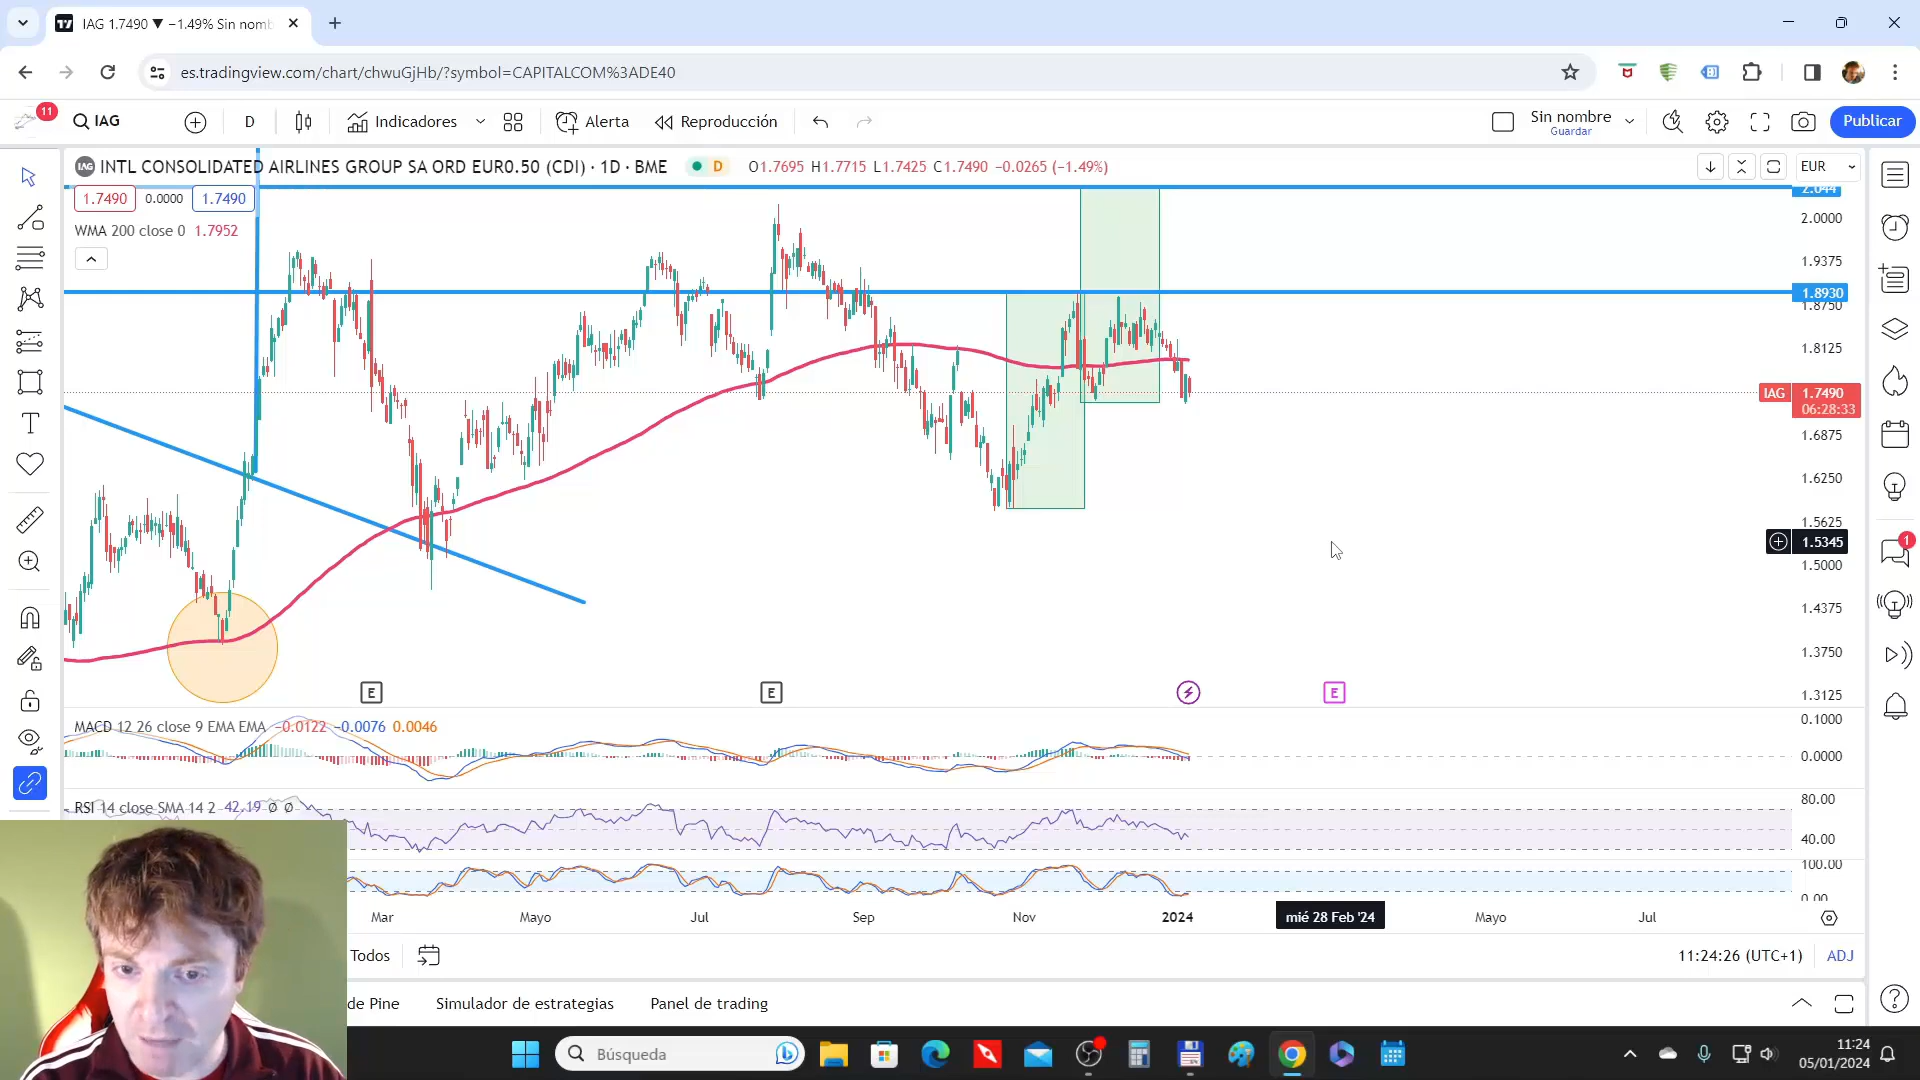 IAG 1.7490 ▼ −1.49% Sin nomb
es.tradingview.com/chart/chwuGjHb/?symbol=CAPITALCOM%3ADE40
11
IAG
D
Indicadores
Alerta
Reproducción
Sin nombre
Guardar
Publicar
INTL CONSOLIDATED AIRLINES GROUP SA ORD EUR0.50 (CDI) · 1D · BME
D
O1.7695 H1.7715 L1.7425 C1.7490 −0.0265 (−1.49%)
EUR
1.7490
0.0000
1.7490
WMA 200 close 0 1.7952
2.044
2.0000
1.9375
1.8930
1.8750
1.8125
IAG
1.7490
06:28:33
1.6875
1.6250
1.5625
1.5345
1.5000
1.4375
1.3750
1.3125
E
E
E
MACD 12 26 close 9 EMA EMA −0.0122 −0.0076 0.0046
0.1000
0.0000
RSI 14 close SMA 14 2 42.19 ∅ ∅
80.00
40.00
100.00
0.00
Mar
Mayo
Jul
Sep
Nov
2024
mié 28 Feb '24
Mayo
Jul
Todos
11:24:26 (UTC+1)
ADJ
de Pine
Simulador de estrategias
Panel de trading
1
Búsqueda
11:24
05/01/2024